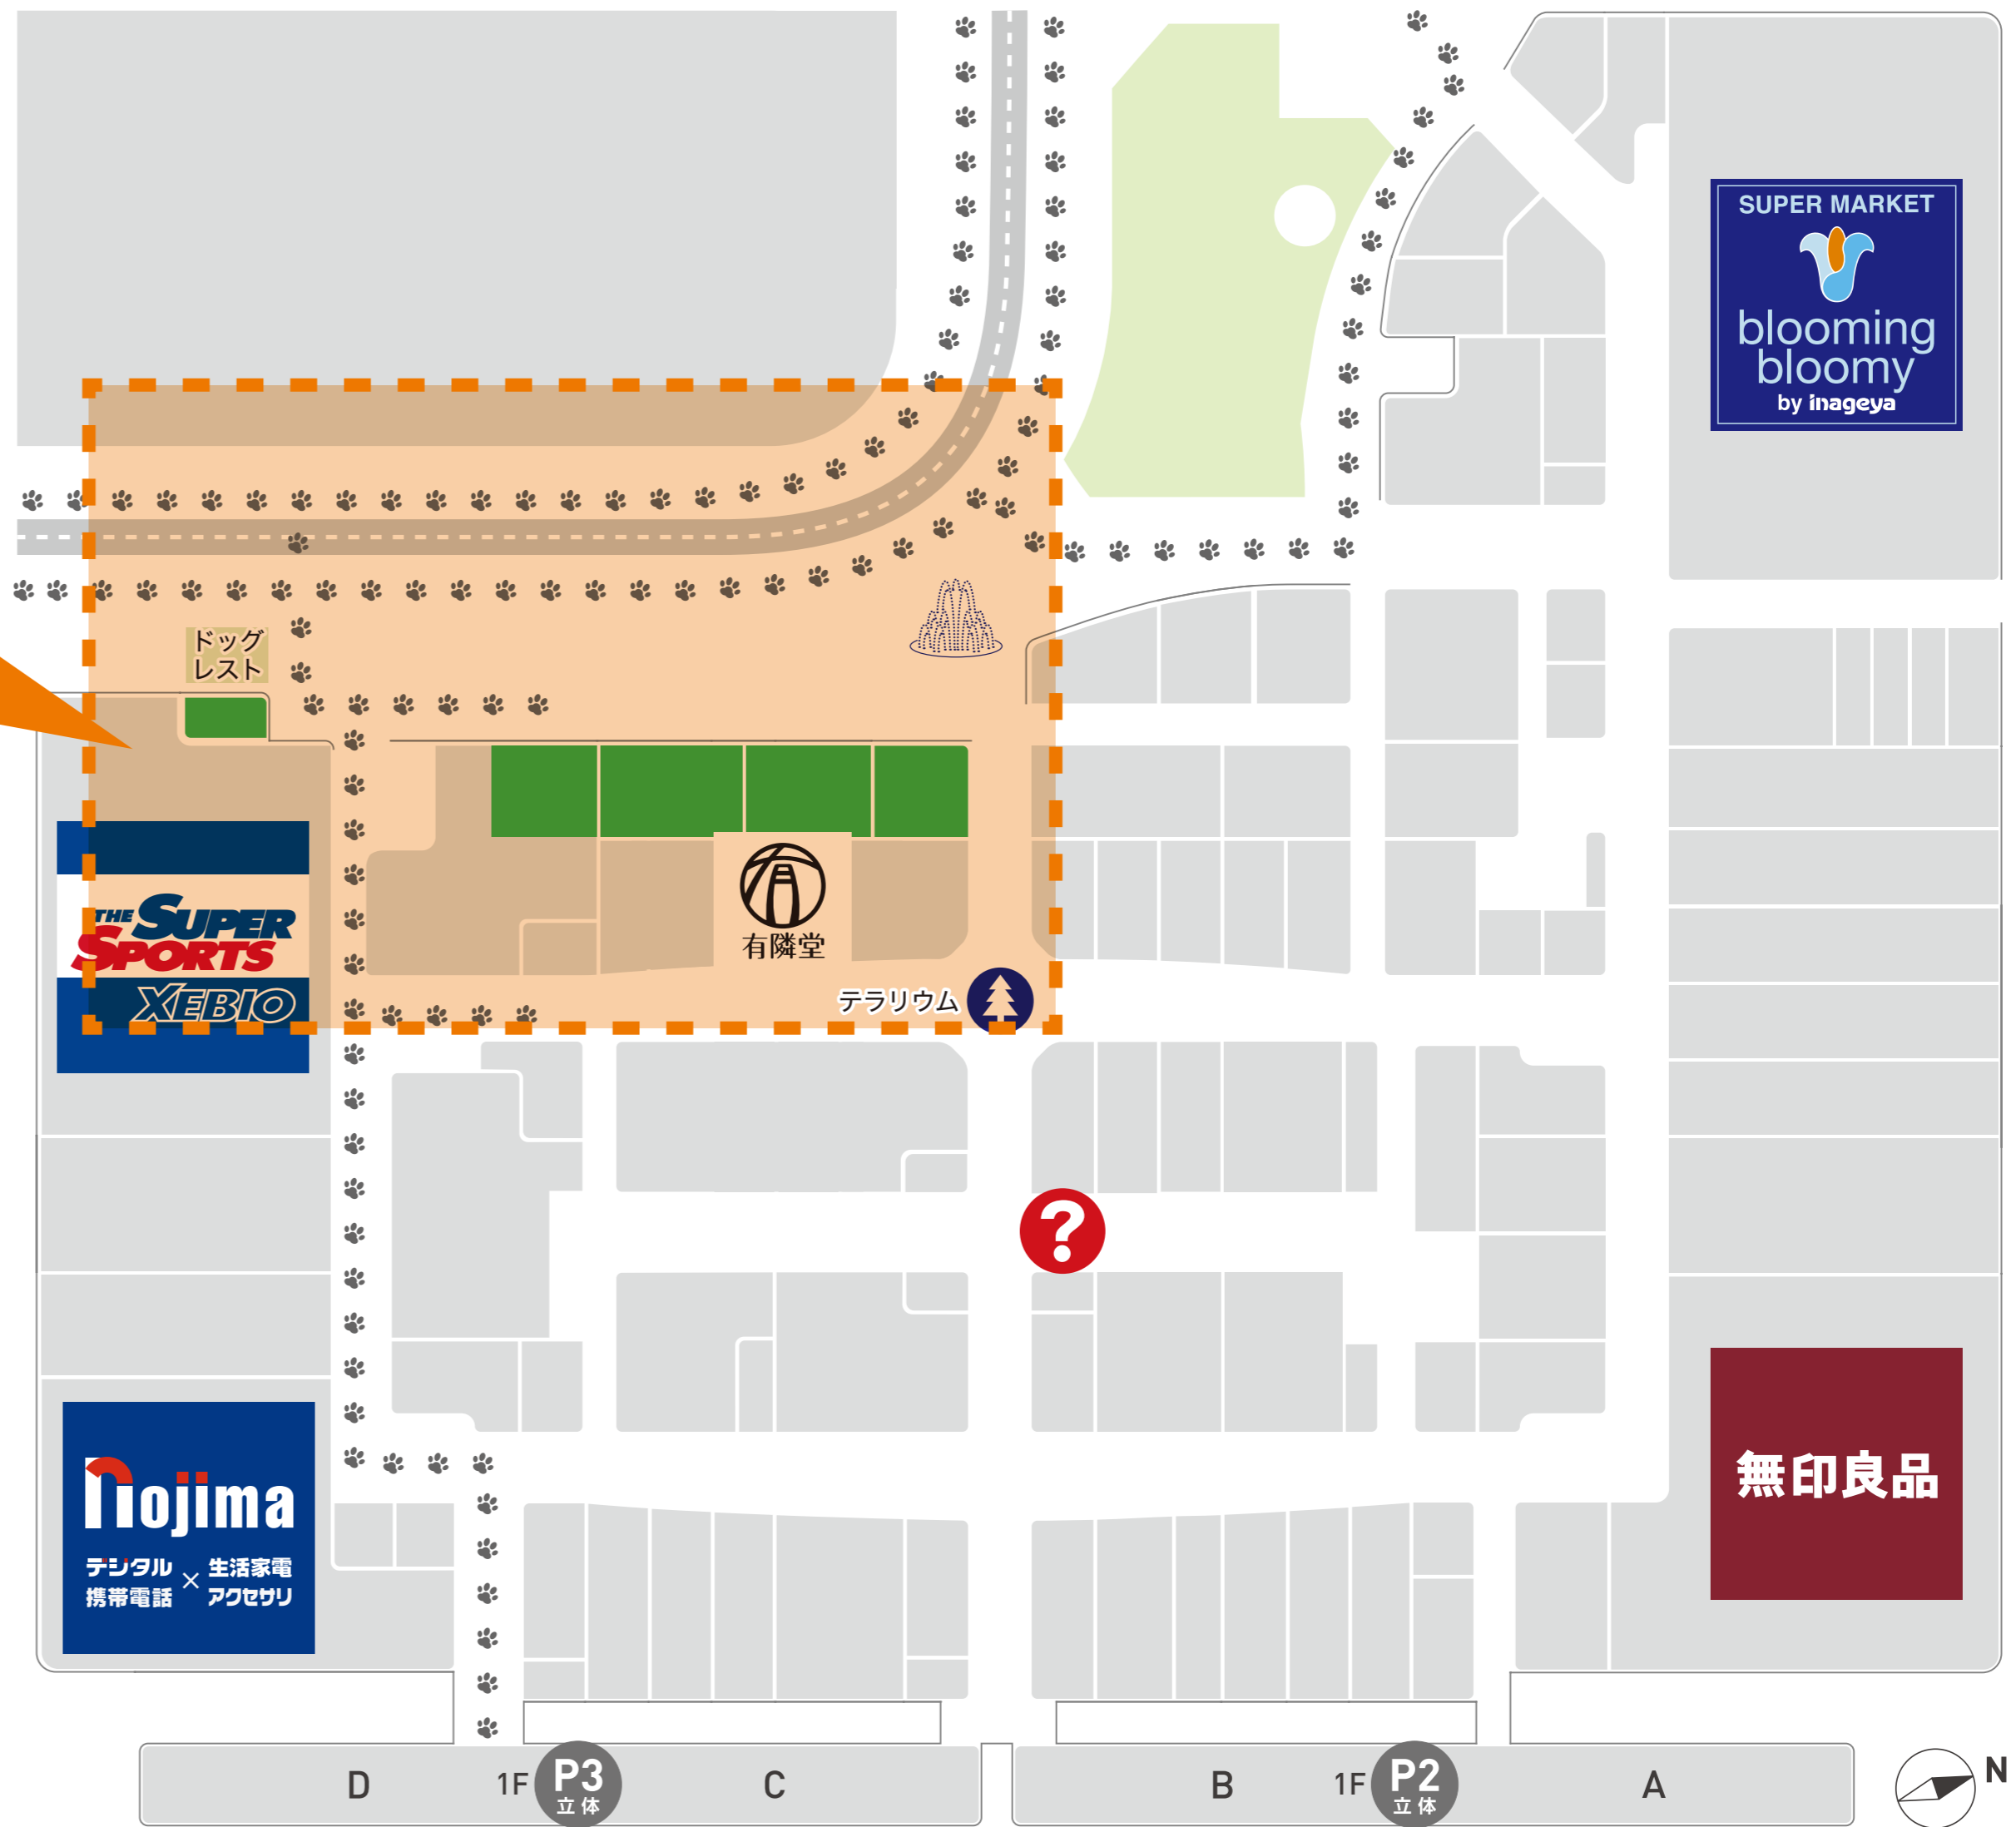 SUPER MARKET
blooming
bloomy
by inageya
ドッグ
レスト
THE SUPER
SPORTS
XEBIO
有隣堂
テラリウム
?
nojima
デジタル
携帯電話
×
生活家電
アクセサリ
無印良品
D
1F
P3
立体
C
B
1F
P2
立体
A
N